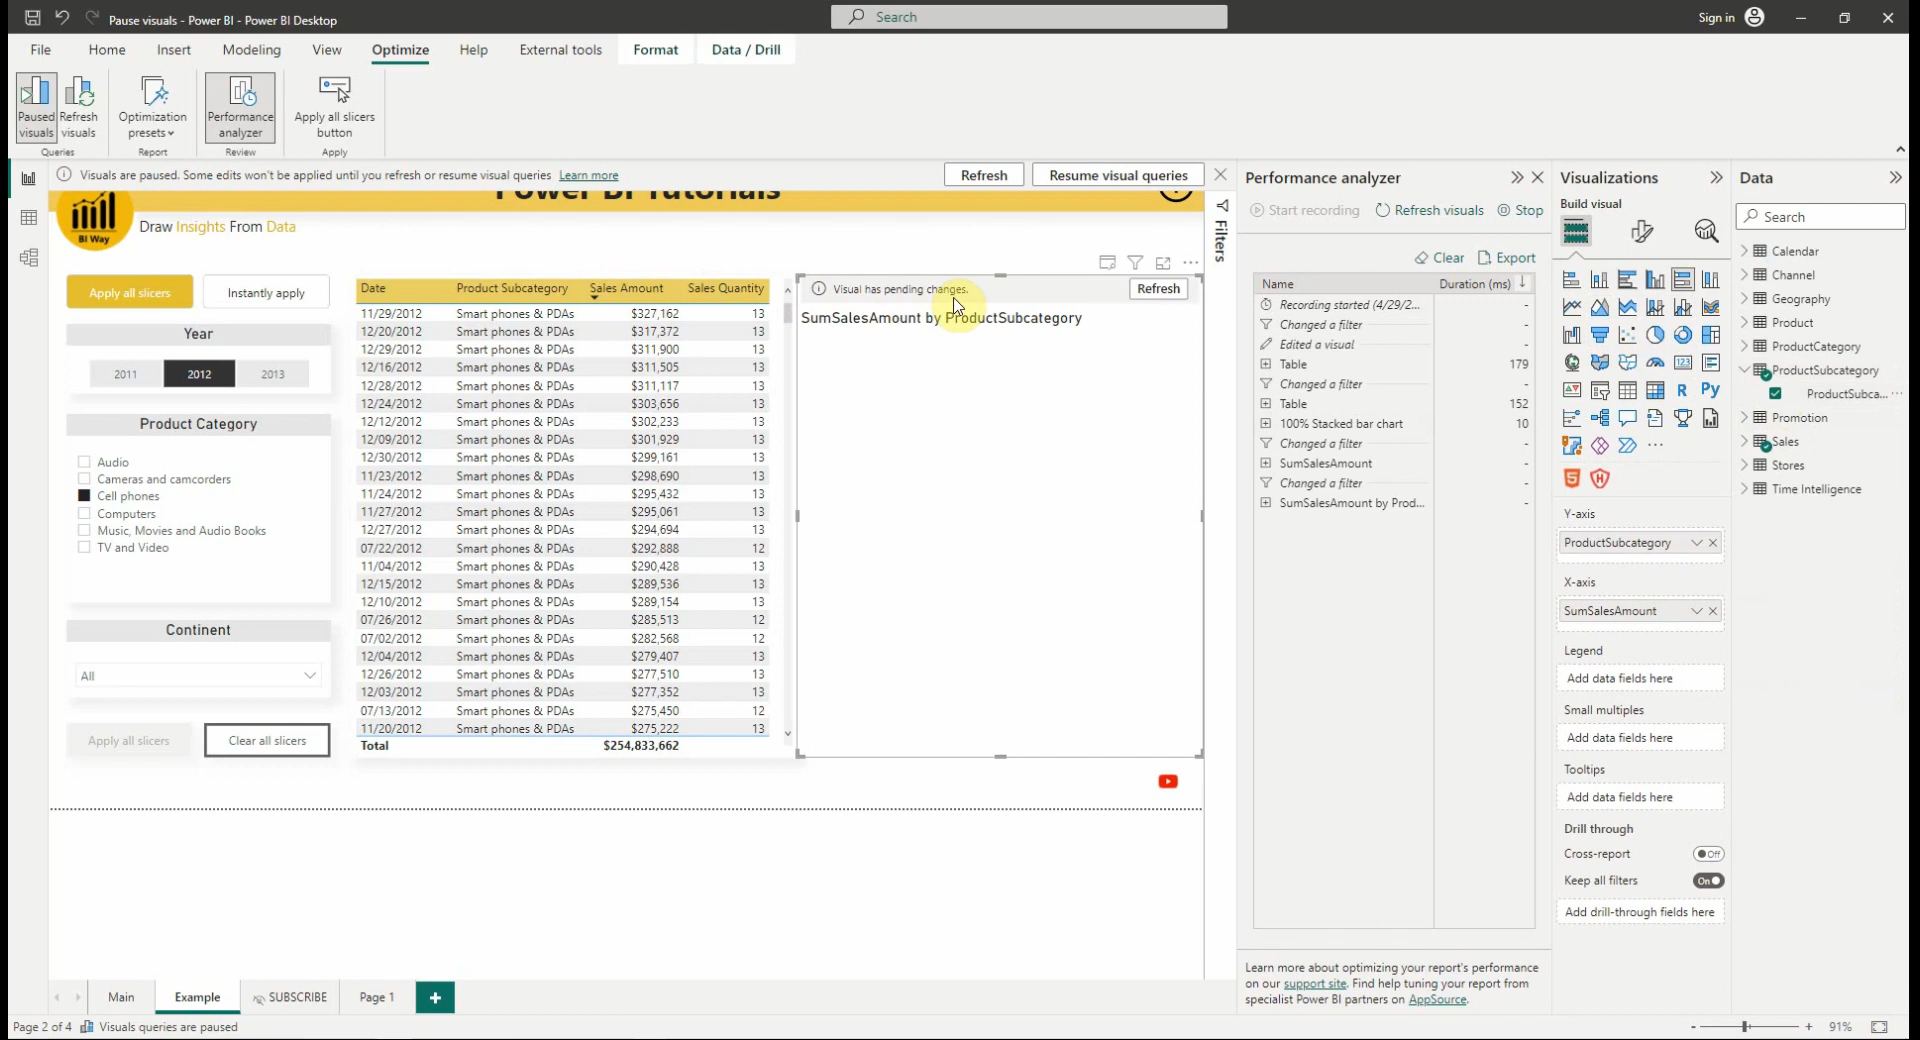 Pause visuals - Power BI - Power BI Desktop
Search
Sign in
File Home Insert Modeling View Optimize Help External tools Format Data / Drill
Paused visuals
Refresh visuals
Optimization presets
Performance analyzer
Apply all slicers button
Queries Report Review Apply
Visuals are paused. Some edits won't be applied until you refresh or resume visual queries Learn more
Refresh
Resume visual queries
Power BI Tutorials
BI Way
Draw Insights From Data
Apply all slicers
Instantly apply
Year
2011 2012 2013
Product Category
Audio
Cameras and camcorders
Cell phones
Computers
Music, Movies and Audio Books
TV and Video
Continent
All
Apply all slicers
Clear all slicers
Date Product Subcategory Sales Amount Sales Quantity
11/29/2012 Smart phones & PDAs $327,162 13
12/20/2012 Smart phones & PDAs $317,372 13
12/29/2012 Smart phones & PDAs $311,900 13
12/16/2012 Smart phones & PDAs $311,505 13
12/28/2012 Smart phones & PDAs $311,117 13
12/24/2012 Smart phones & PDAs $303,656 13
12/12/2012 Smart phones & PDAs $302,233 13
12/09/2012 Smart phones & PDAs $301,929 13
12/30/2012 Smart phones & PDAs $299,161 13
11/23/2012 Smart phones & PDAs $298,690 13
11/24/2012 Smart phones & PDAs $295,432 13
11/27/2012 Smart phones & PDAs $295,061 13
12/27/2012 Smart phones & PDAs $294,694 13
07/22/2012 Smart phones & PDAs $292,888 12
11/04/2012 Smart phones & PDAs $290,428 13
12/15/2012 Smart phones & PDAs $289,536 13
12/10/2012 Smart phones & PDAs $289,154 13
07/26/2012 Smart phones & PDAs $285,513 12
07/02/2012 Smart phones & PDAs $282,568 12
12/04/2012 Smart phones & PDAs $279,407 13
12/26/2012 Smart phones & PDAs $277,510 13
12/03/2012 Smart phones & PDAs $277,352 13
07/13/2012 Smart phones & PDAs $275,450 12
11/20/2012 Smart phones & PDAs $275,222 13
Total $254,833,662
Visual has pending changes.
Refresh
SumSalesAmount by ProductSubcategory
Filters
Performance analyzer
Start recording Refresh visuals Stop
Clear Export
Name Duration (ms)
Recording started (4/29/2... -
Changed a filter -
Edited a visual -
Table 179
Changed a filter -
Table 152
100% Stacked bar chart 10
Changed a filter -
SumSalesAmount -
Changed a filter -
SumSalesAmount by Prod... -
Learn more about optimizing your report's performance
on our support site. Find help tuning your report from
specialist Power BI partners on AppSource.
Visualizations
Build visual
123
R
Py
Y-axis
ProductSubcategory
X-axis
SumSalesAmount
Legend
Add data fields here
Small multiples
Add data fields here
Tooltips
Add data fields here
Drill through
Cross-report Off
Keep all filters On
Add drill-through fields here
Data
Search
Calendar
Channel
Geography
Product
ProductCategory
ProductSubcategory
ProductSubca...
Promotion
Sales
Stores
Time Intelligence
Main Example SUBSCRIBE Page 1
Page 2 of 4 Visuals queries are paused
- + 91%